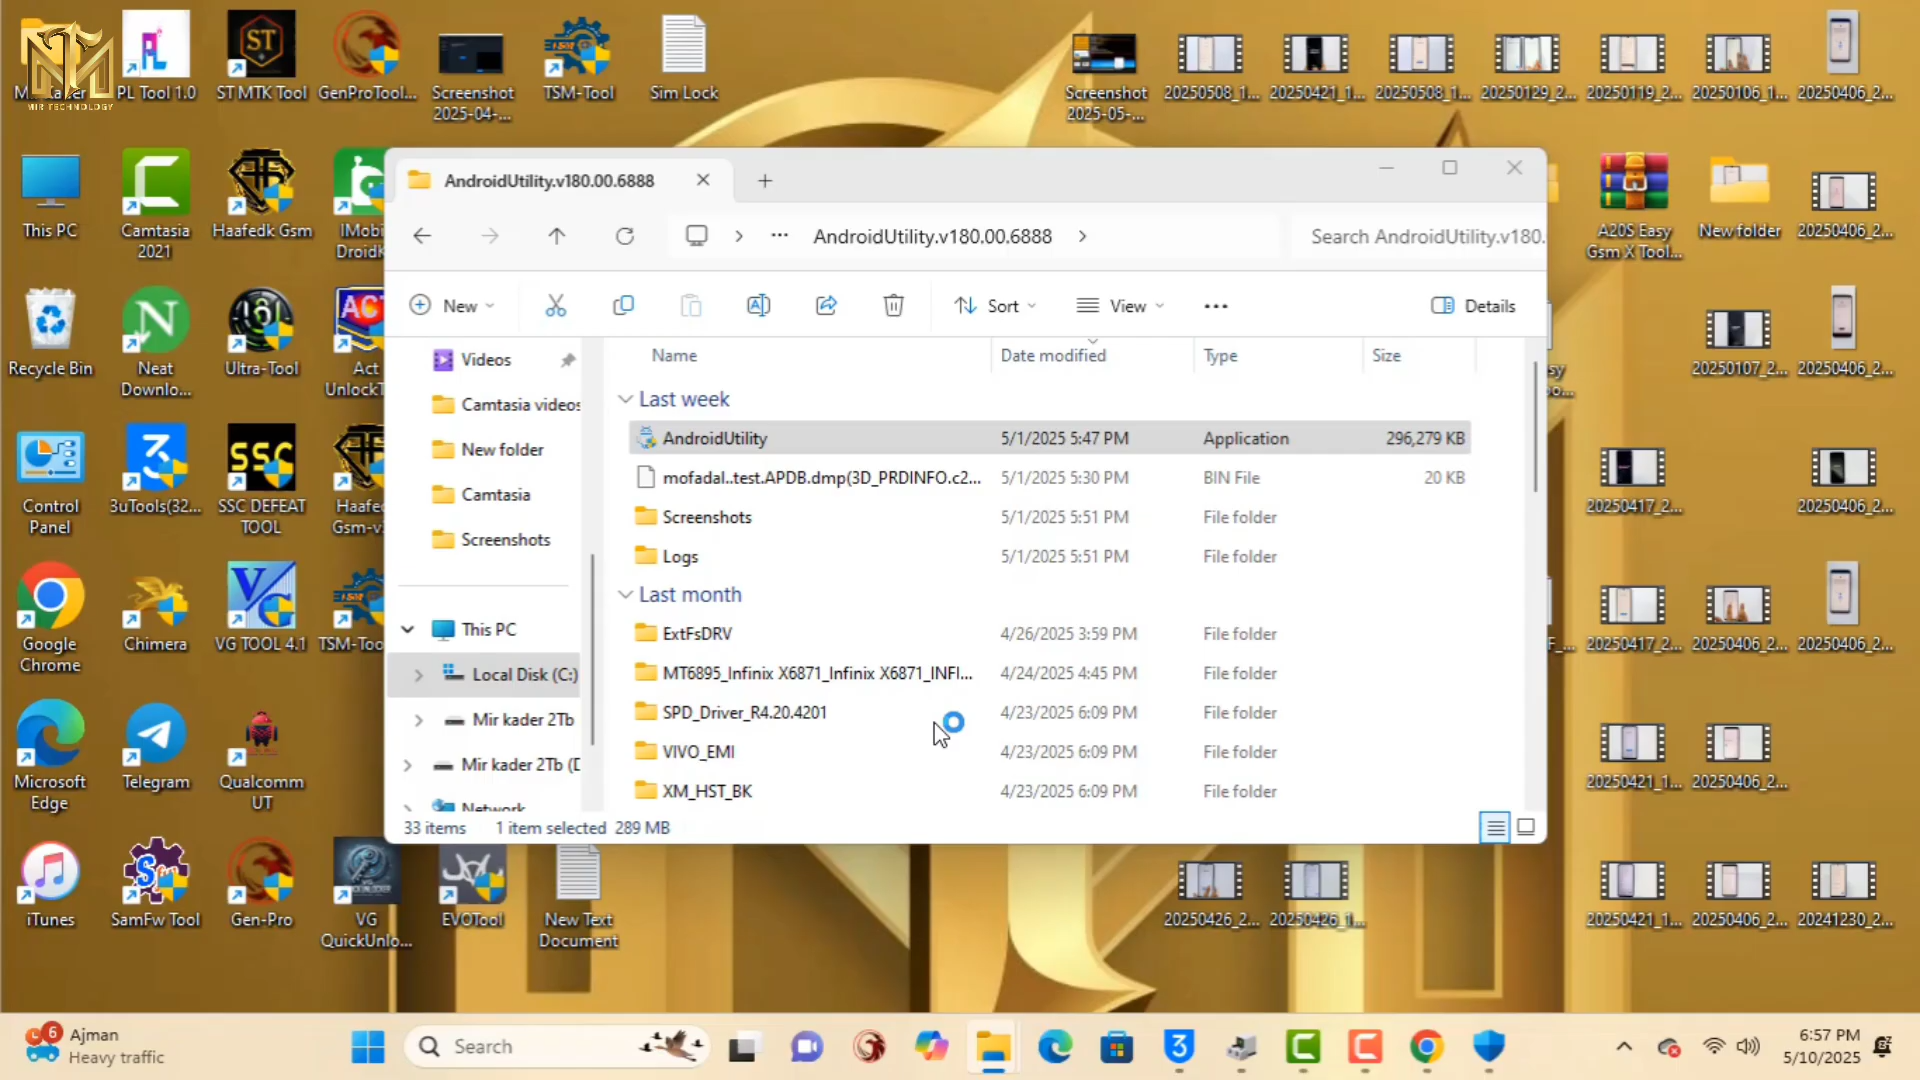 MIR TECHNOLOGY
PL Tool 1.0
ST MTK Tool
GenProTool...
Screenshot
2025-04-...
TSM-Tool
Sim Lock
Screenshot
2025-05-...
20250508_1...
20250421_1...
20250508_1...
20250129_2...
20250119_2...
20250106_1...
20250406_2...
This PC
Camtasia
2021
Haafedk Gsm
IMobi
DroidK
A20S Easy
Gsm X Tool...
New folder
20250406_2...
Recycle Bin
Neat
Downlo...
Ultra-Tool
Act
UnlockT
20250107_2...
20250406_2...
Control
Panel
3uTools(32...
SSC DEFEAT
TOOL
Haafe
Gsm-v
20250417_2...
20250406_2...
Google
Chrome
Chimera
VG TOOL 4.1
TSM-Too
20250417_2...
20250406_2...
20250406_2...
Microsoft
Edge
Telegram
Qualcomm
UT
20250421_1...
20250406_2...
iTunes
SamFw Tool
Gen-Pro
VG
QuickUnlo...
EVOTool
New Text
Document
20250426_2...
20250426_1...
20250421_1...
20250406_2...
20241230_2...
AndroidUtility.v180.00.6888
AndroidUtility.v180.00.6888
Search AndroidUtility.v180.
New
Sort
View
Details
Videos
Camtasia videos
New folder
Camtasia
Screenshots
This PC
Local Disk (C:)
Mir kader 2Tb
Mir kader 2Tb (D
Network
Name Date modified Type Size
Last week
AndroidUtility 5/1/2025 5:47 PM Application 296,279 KB
mofadal..test.APDB.dmp(3D_PRDINFO.c2... 5/1/2025 5:30 PM BIN File 20 KB
Screenshots 5/1/2025 5:51 PM File folder
Logs 5/1/2025 5:51 PM File folder
Last month
ExtFsDRV 4/26/2025 3:59 PM File folder
MT6895_Infinix X6871_Infinix X6871_INFI... 4/24/2025 4:45 PM File folder
SPD_Driver_R4.20.4201 4/23/2025 6:09 PM File folder
VIVO_EMI 4/23/2025 6:09 PM File folder
XM_HST_BK 4/23/2025 6:09 PM File folder
33 items 1 item selected 289 MB
6
Ajman
Heavy traffic
Search
6:57 PM
5/10/2025